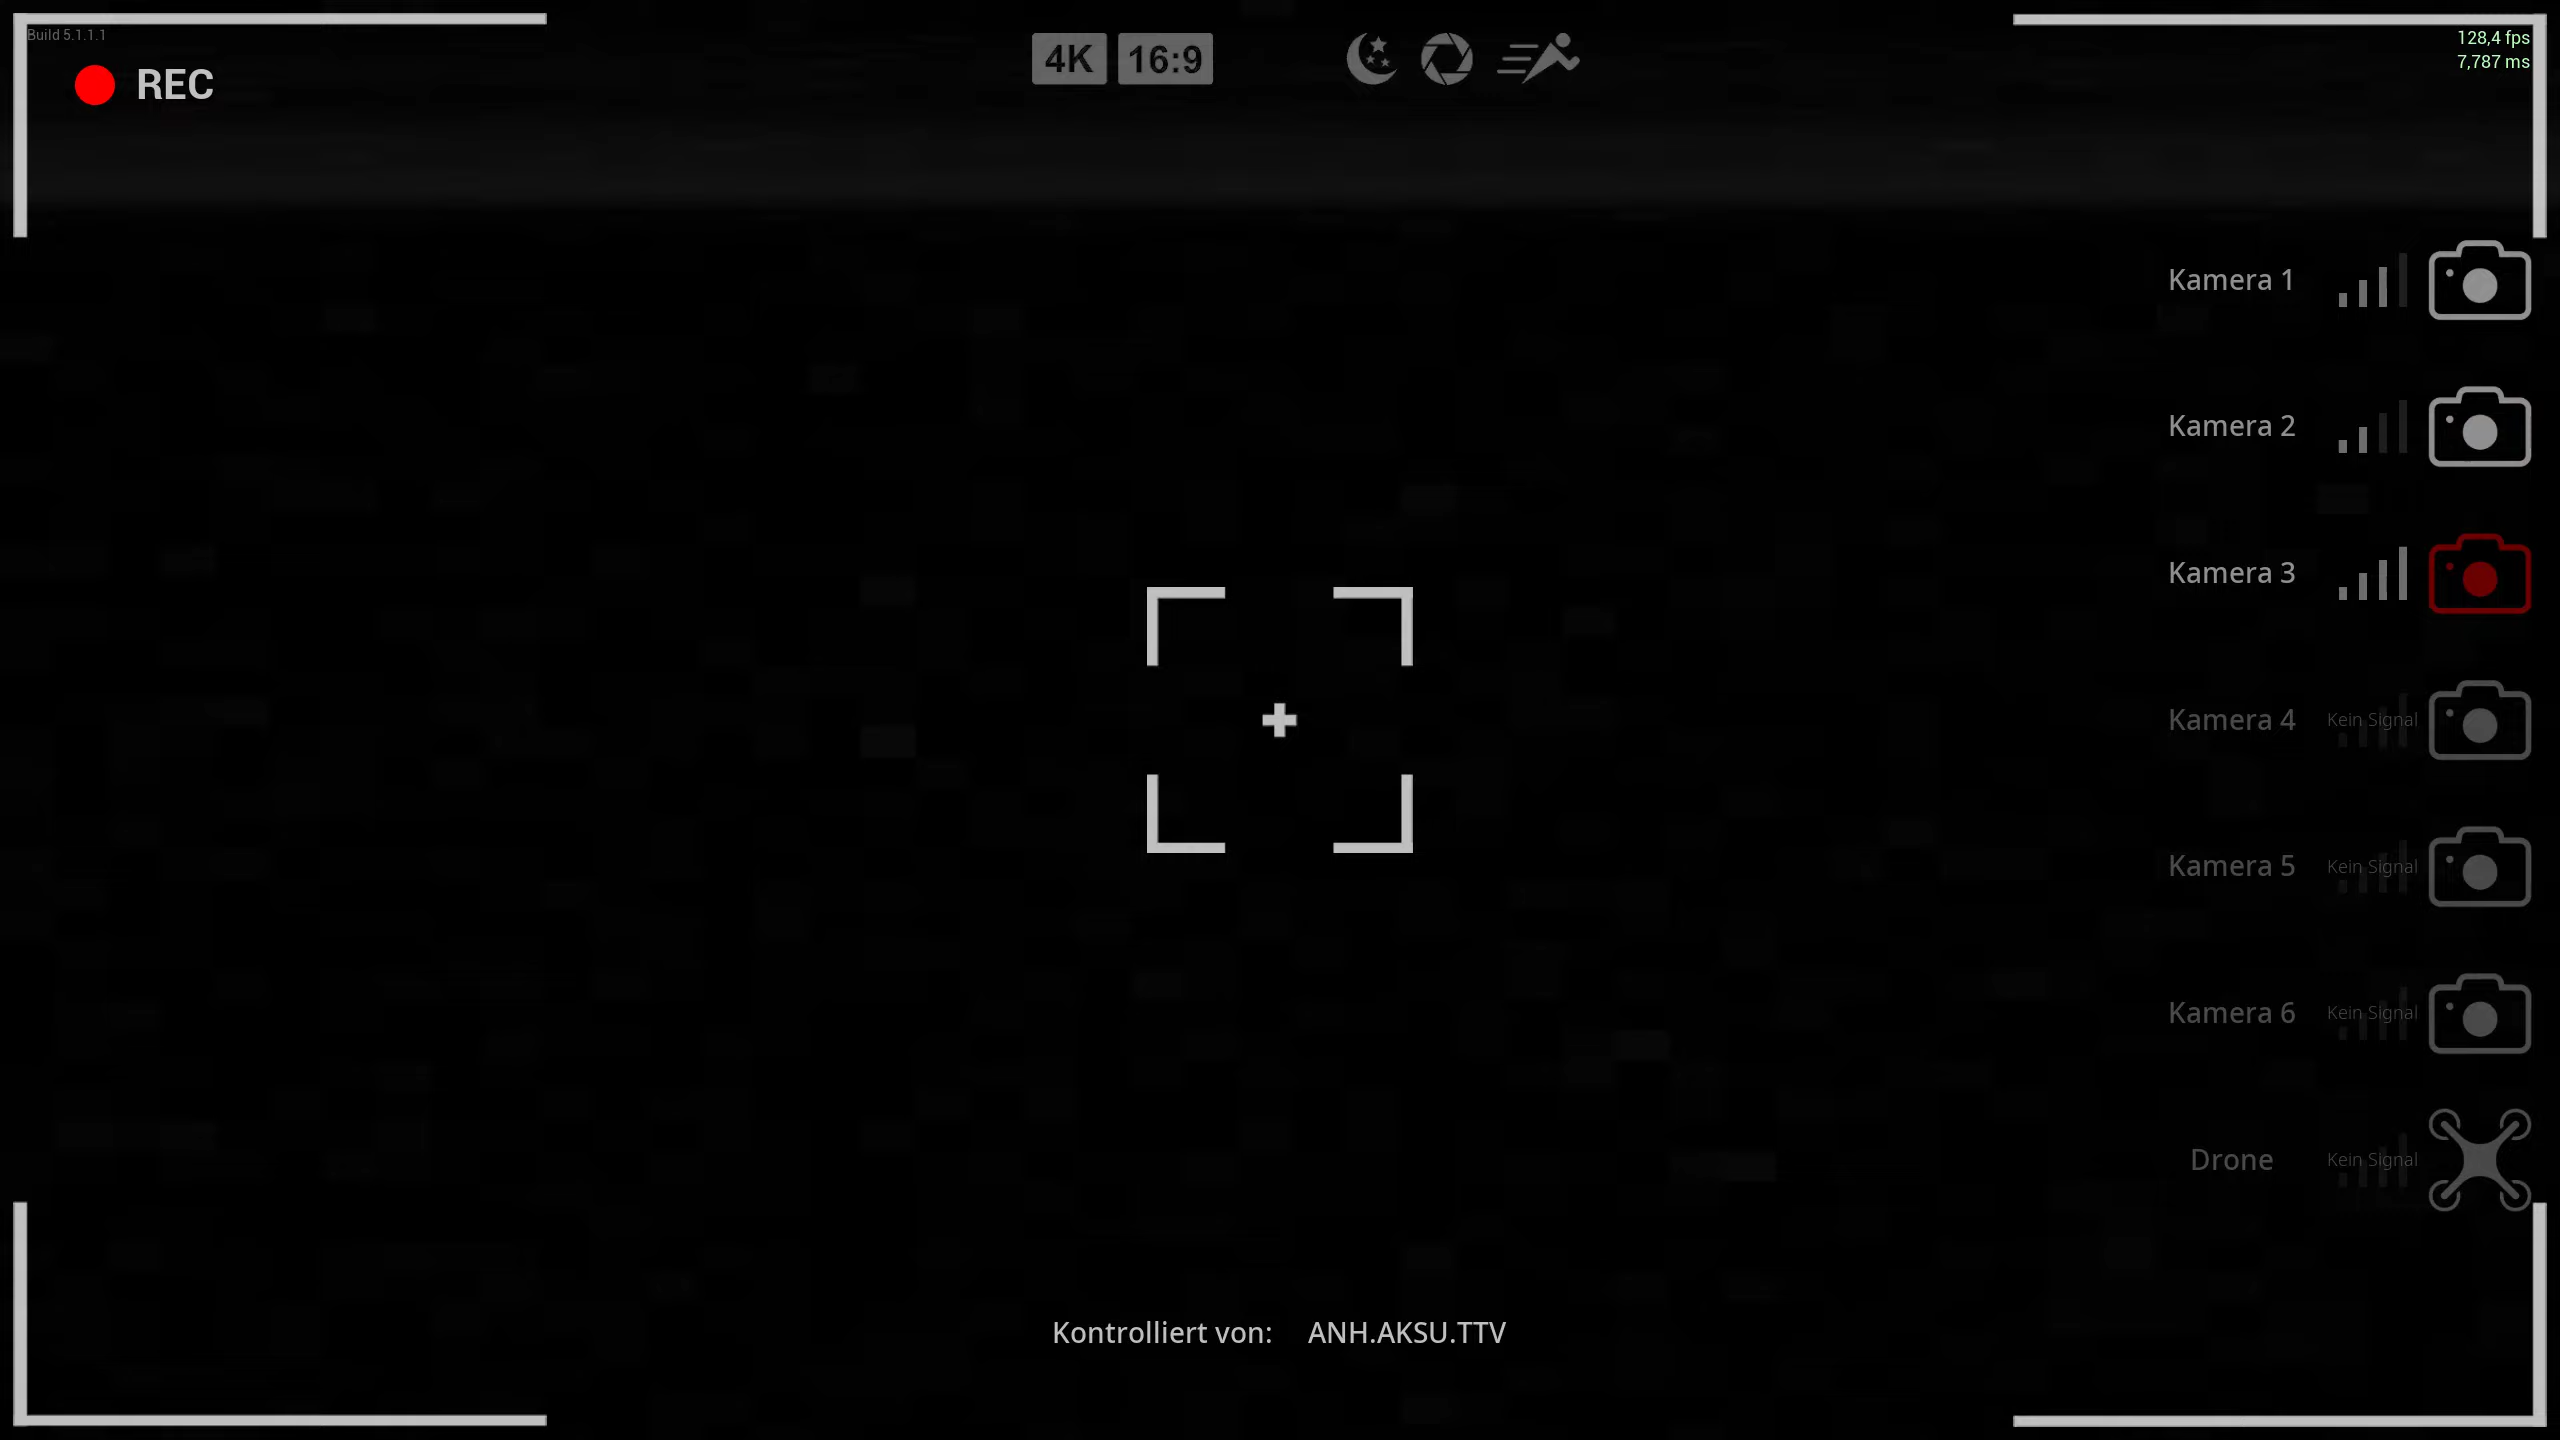 Build 5.1.1.1
REC
4K 16:9
128,4 fps
7,787 ms
Kamera 1
Kamera 2
Kamera 3
Kamera 4 Kein Signal
Kamera 5 Kein Signal
Kamera 6 Kein Signal
Drone Kein Signal
Kontrolliert von: ANH.AKSU.TTV